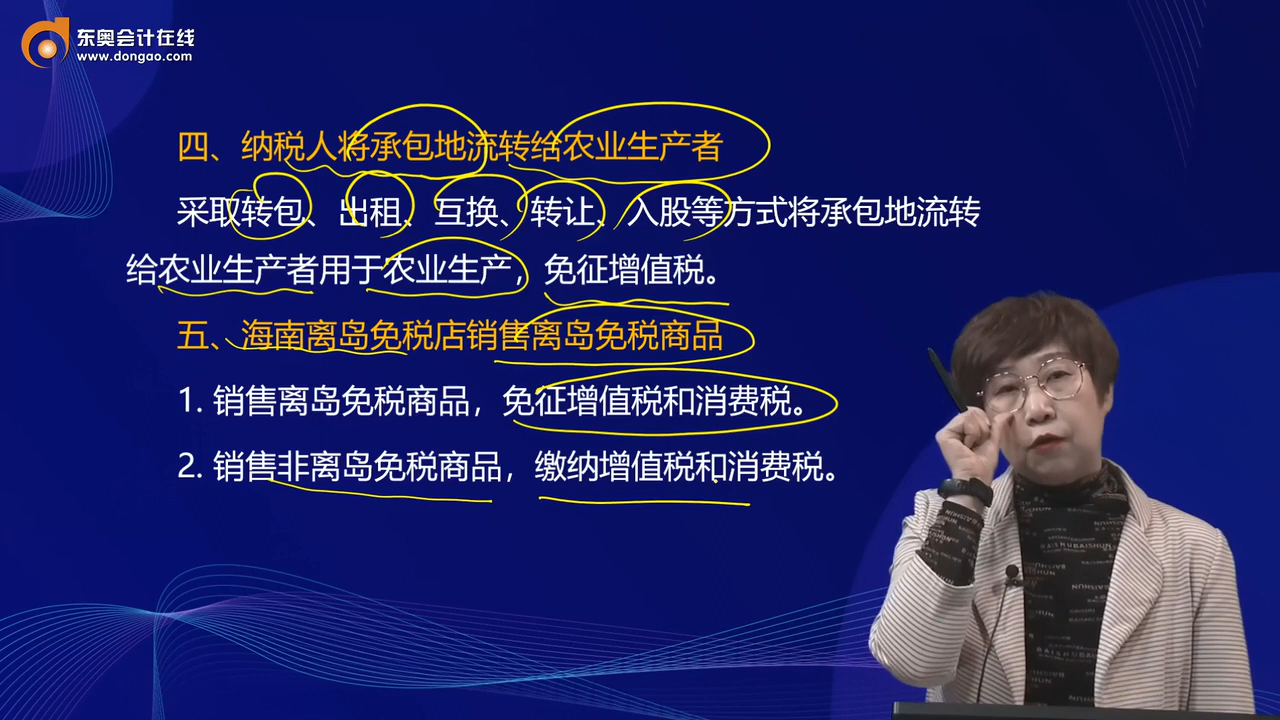 东奥会计在线
www.dongao.com
四、纳税人将承包地流转给农业生产者
采取转包、出租、互换、转让、入股等方式将承包地流转
给农业生产者用于农业生产，免征增值税。
五、海南离岛免税店销售离岛免税商品
1. 销售离岛免税商品，免征增值税和消费税。
2. 销售非离岛免税商品，缴纳增值税和消费税。